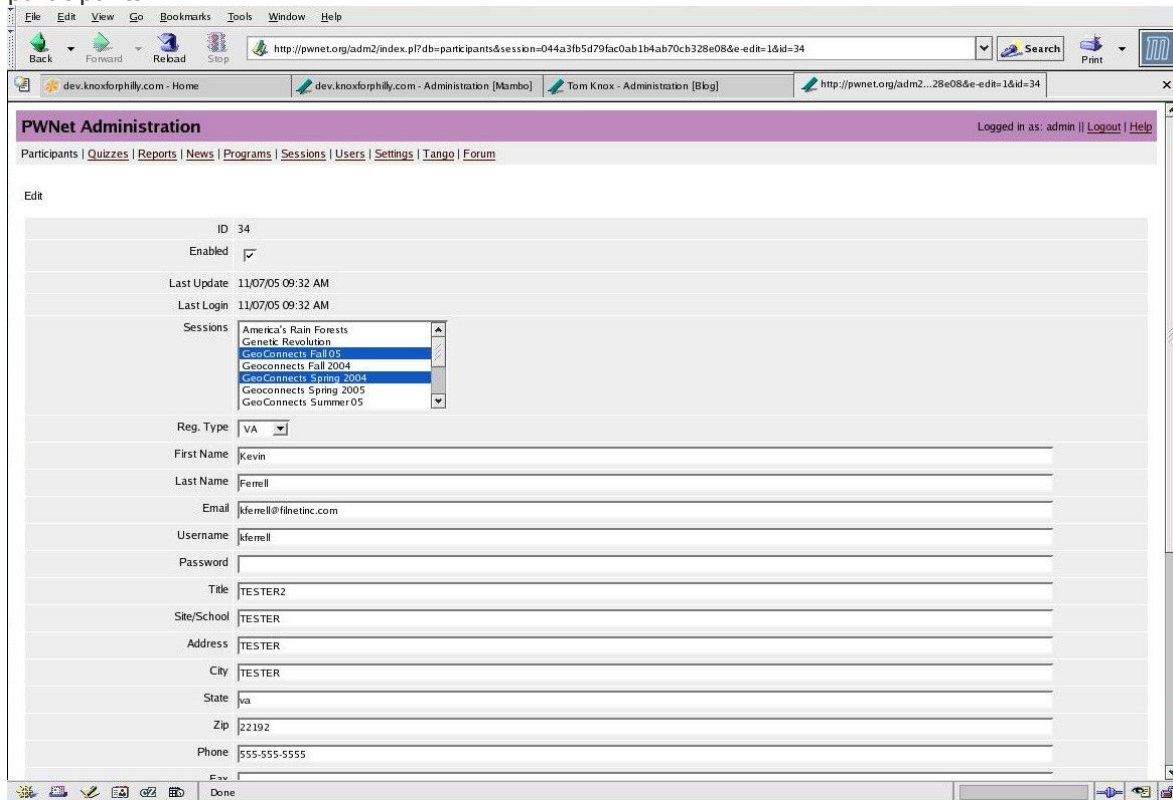 File Edit View Go Bookmarks Tools Window Help
Back Forward Reload Stop http://pwnet.org/adm2/index.pl?db=participants&session=044a3fb5d79fac0ab1b4ab70cb328e08&e-edit=1&id=34 Search Print
dev.knoxforphilly.com - Home dev.knoxforphilly.com - Administration [Mambo] Tom Knox - Administration [Blog] http://pwnet.org/adm2...28e08&e-edit=1&id=34
PWNet Administration Logged in as: admin || Logout | Help
Participants | Quizzes | Reports | News | Programs | Sessions | Users | Settings | Tango | Forum
Edit
ID 34
Enabled
Last Update 11/07/05 09:32 AM
Last Login 11/07/05 09:32 AM
Sessions America's Rain Forests
Genetic Revolution
GeoConnects Fall 05
Geoconnects Fall 2004
GeoConnects Spring 2004
Geoconnects Spring 2005
GeoConnects Summer 05
Reg. Type VA
First Name Kevin
Last Name Ferrell
Email kferrell@filnetinc.com
Username kferrell
Password
Title TESTER2
Site/School TESTER
Address TESTER
City TESTER
State va
Zip 22192
Phone 555-555-5555
Fax
Done